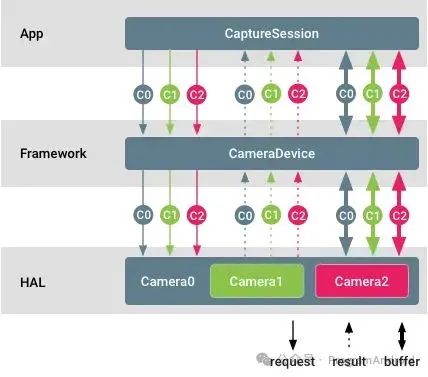 App
CaptureSession
C0 C1 C2 C0 C1 C2 C0 C1 C2
Framework
CameraDevice
C0 C1 C2 C0 C1 C2 C0 C1 C2
HAL
Camera0 Camera1 Camera2
request result buffer